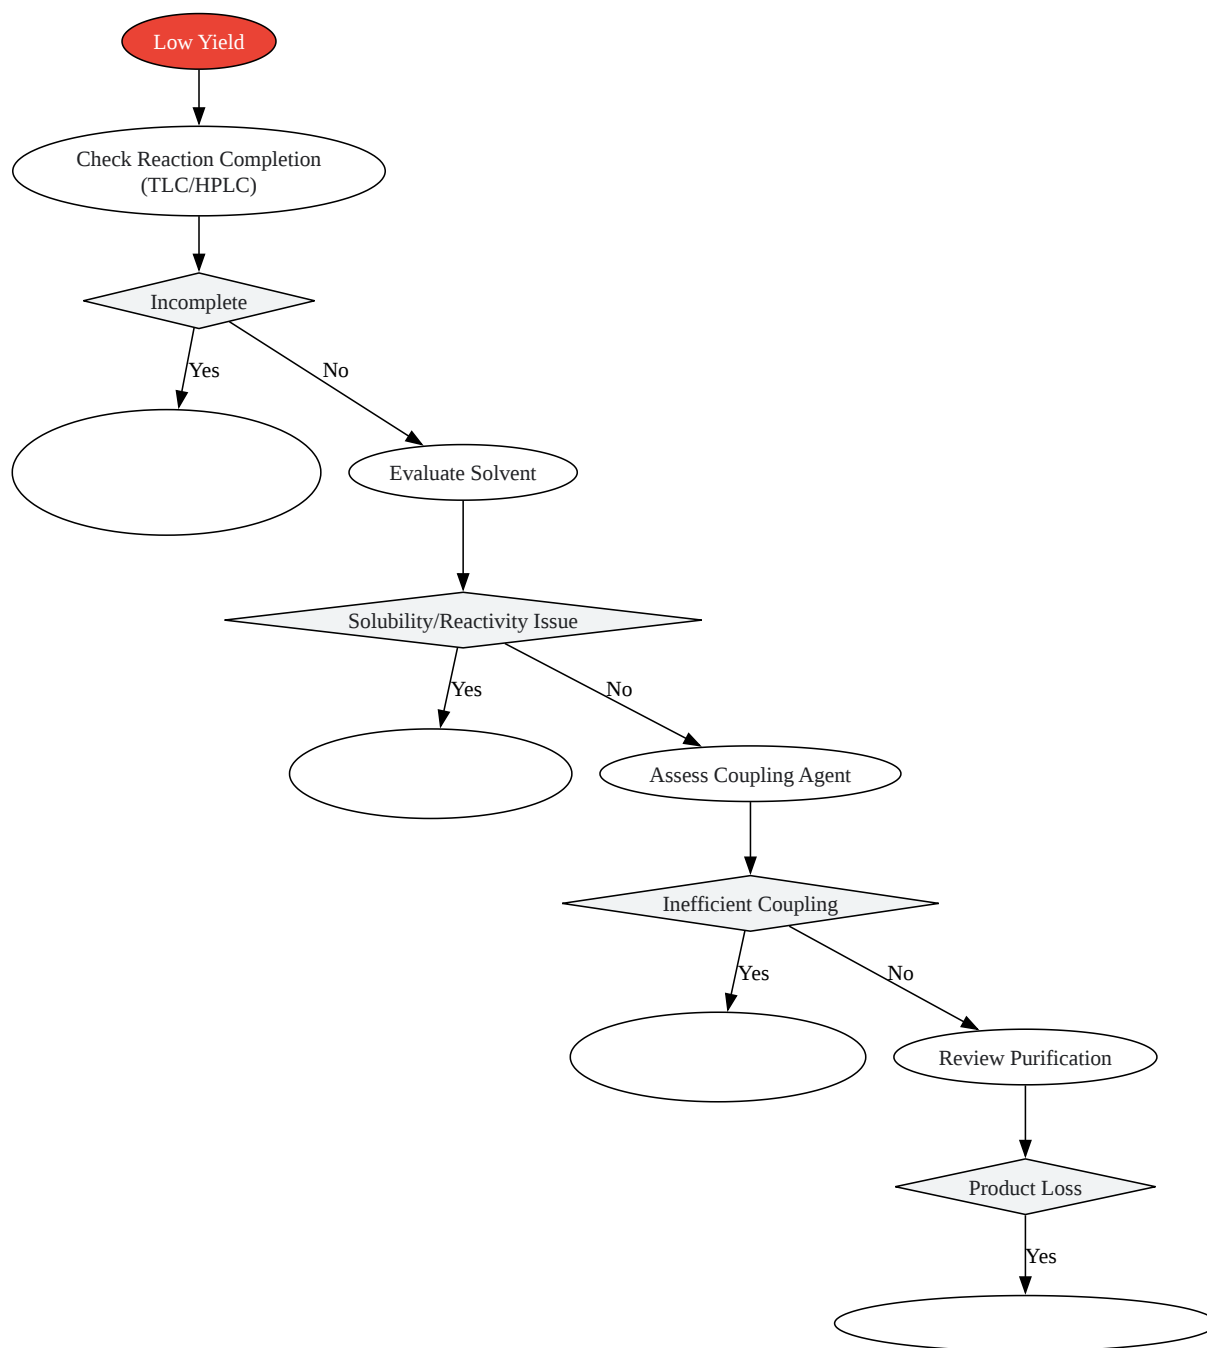 Low Yield
Check Reaction Completion
(TLC/HPLC)
Incomplete
Yes
No
Evaluate Solvent
Solubility/Reactivity Issue
Yes
No
Assess Coupling Agent
Inefficient Coupling
Yes
No
Review Purification
Product Loss
Yes